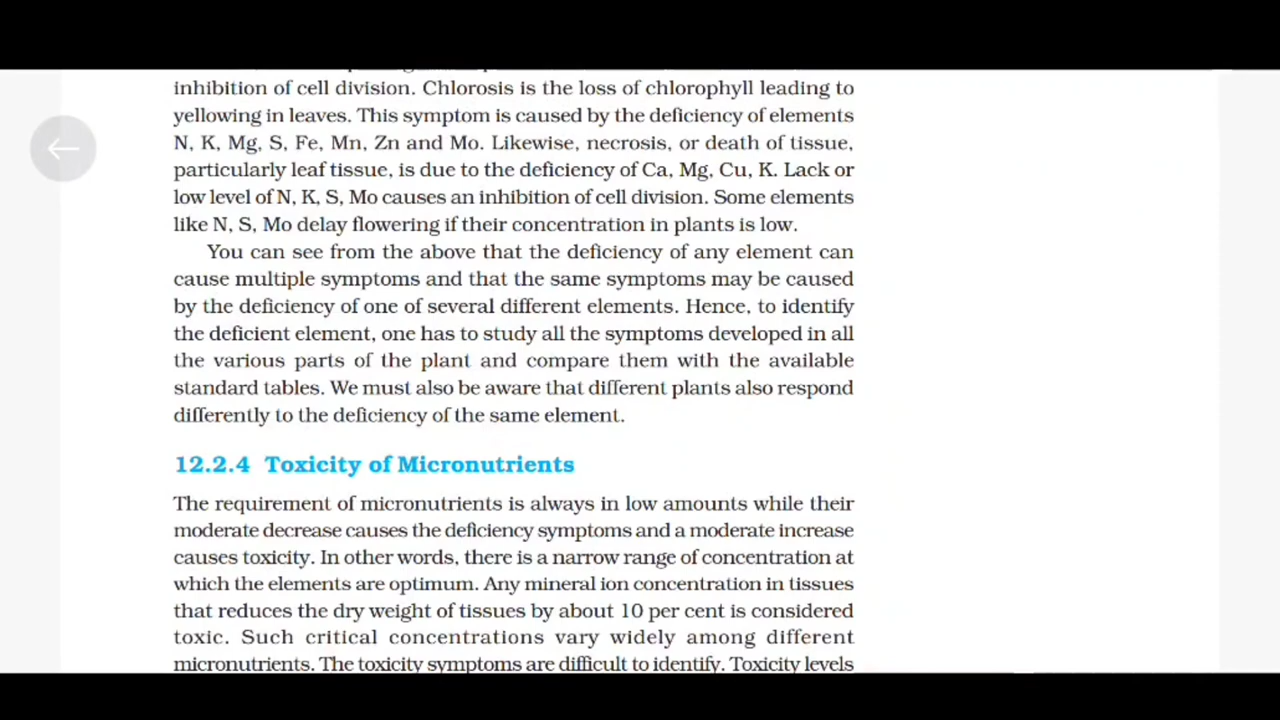 inhibition of cell division. Chlorosis is the loss of chlorophyll leading to
yellowing in leaves. This symptom is caused by the deficiency of elements
N, K, Mg, S, Fe, Mn, Zn and Mo. Likewise, necrosis, or death of tissue,
particularly leaf tissue, is due to the deficiency of Ca, Mg, Cu, K. Lack or
low level of N, K, S, Mo causes an inhibition of cell division. Some elements
like N, S, Mo delay flowering if their concentration in plants is low.
You can see from the above that the deficiency of any element can
cause multiple symptoms and that the same symptoms may be caused
by the deficiency of one of several different elements. Hence, to identify
the deficient element, one has to study all the symptoms developed in all
the various parts of the plant and compare them with the available
standard tables. We must also be aware that different plants also respond
differently to the deficiency of the same element.
12.2.4 Toxicity of Micronutrients
The requirement of micronutrients is always in low amounts while their
moderate decrease causes the deficiency symptoms and a moderate increase
causes toxicity. In other words, there is a narrow range of concentration at
which the elements are optimum. Any mineral ion concentration in tissues
that reduces the dry weight of tissues by about 10 per cent is considered
toxic. Such critical concentrations vary widely among different
micronutrients. The toxicity symptoms are difficult to identify. Toxicity levels